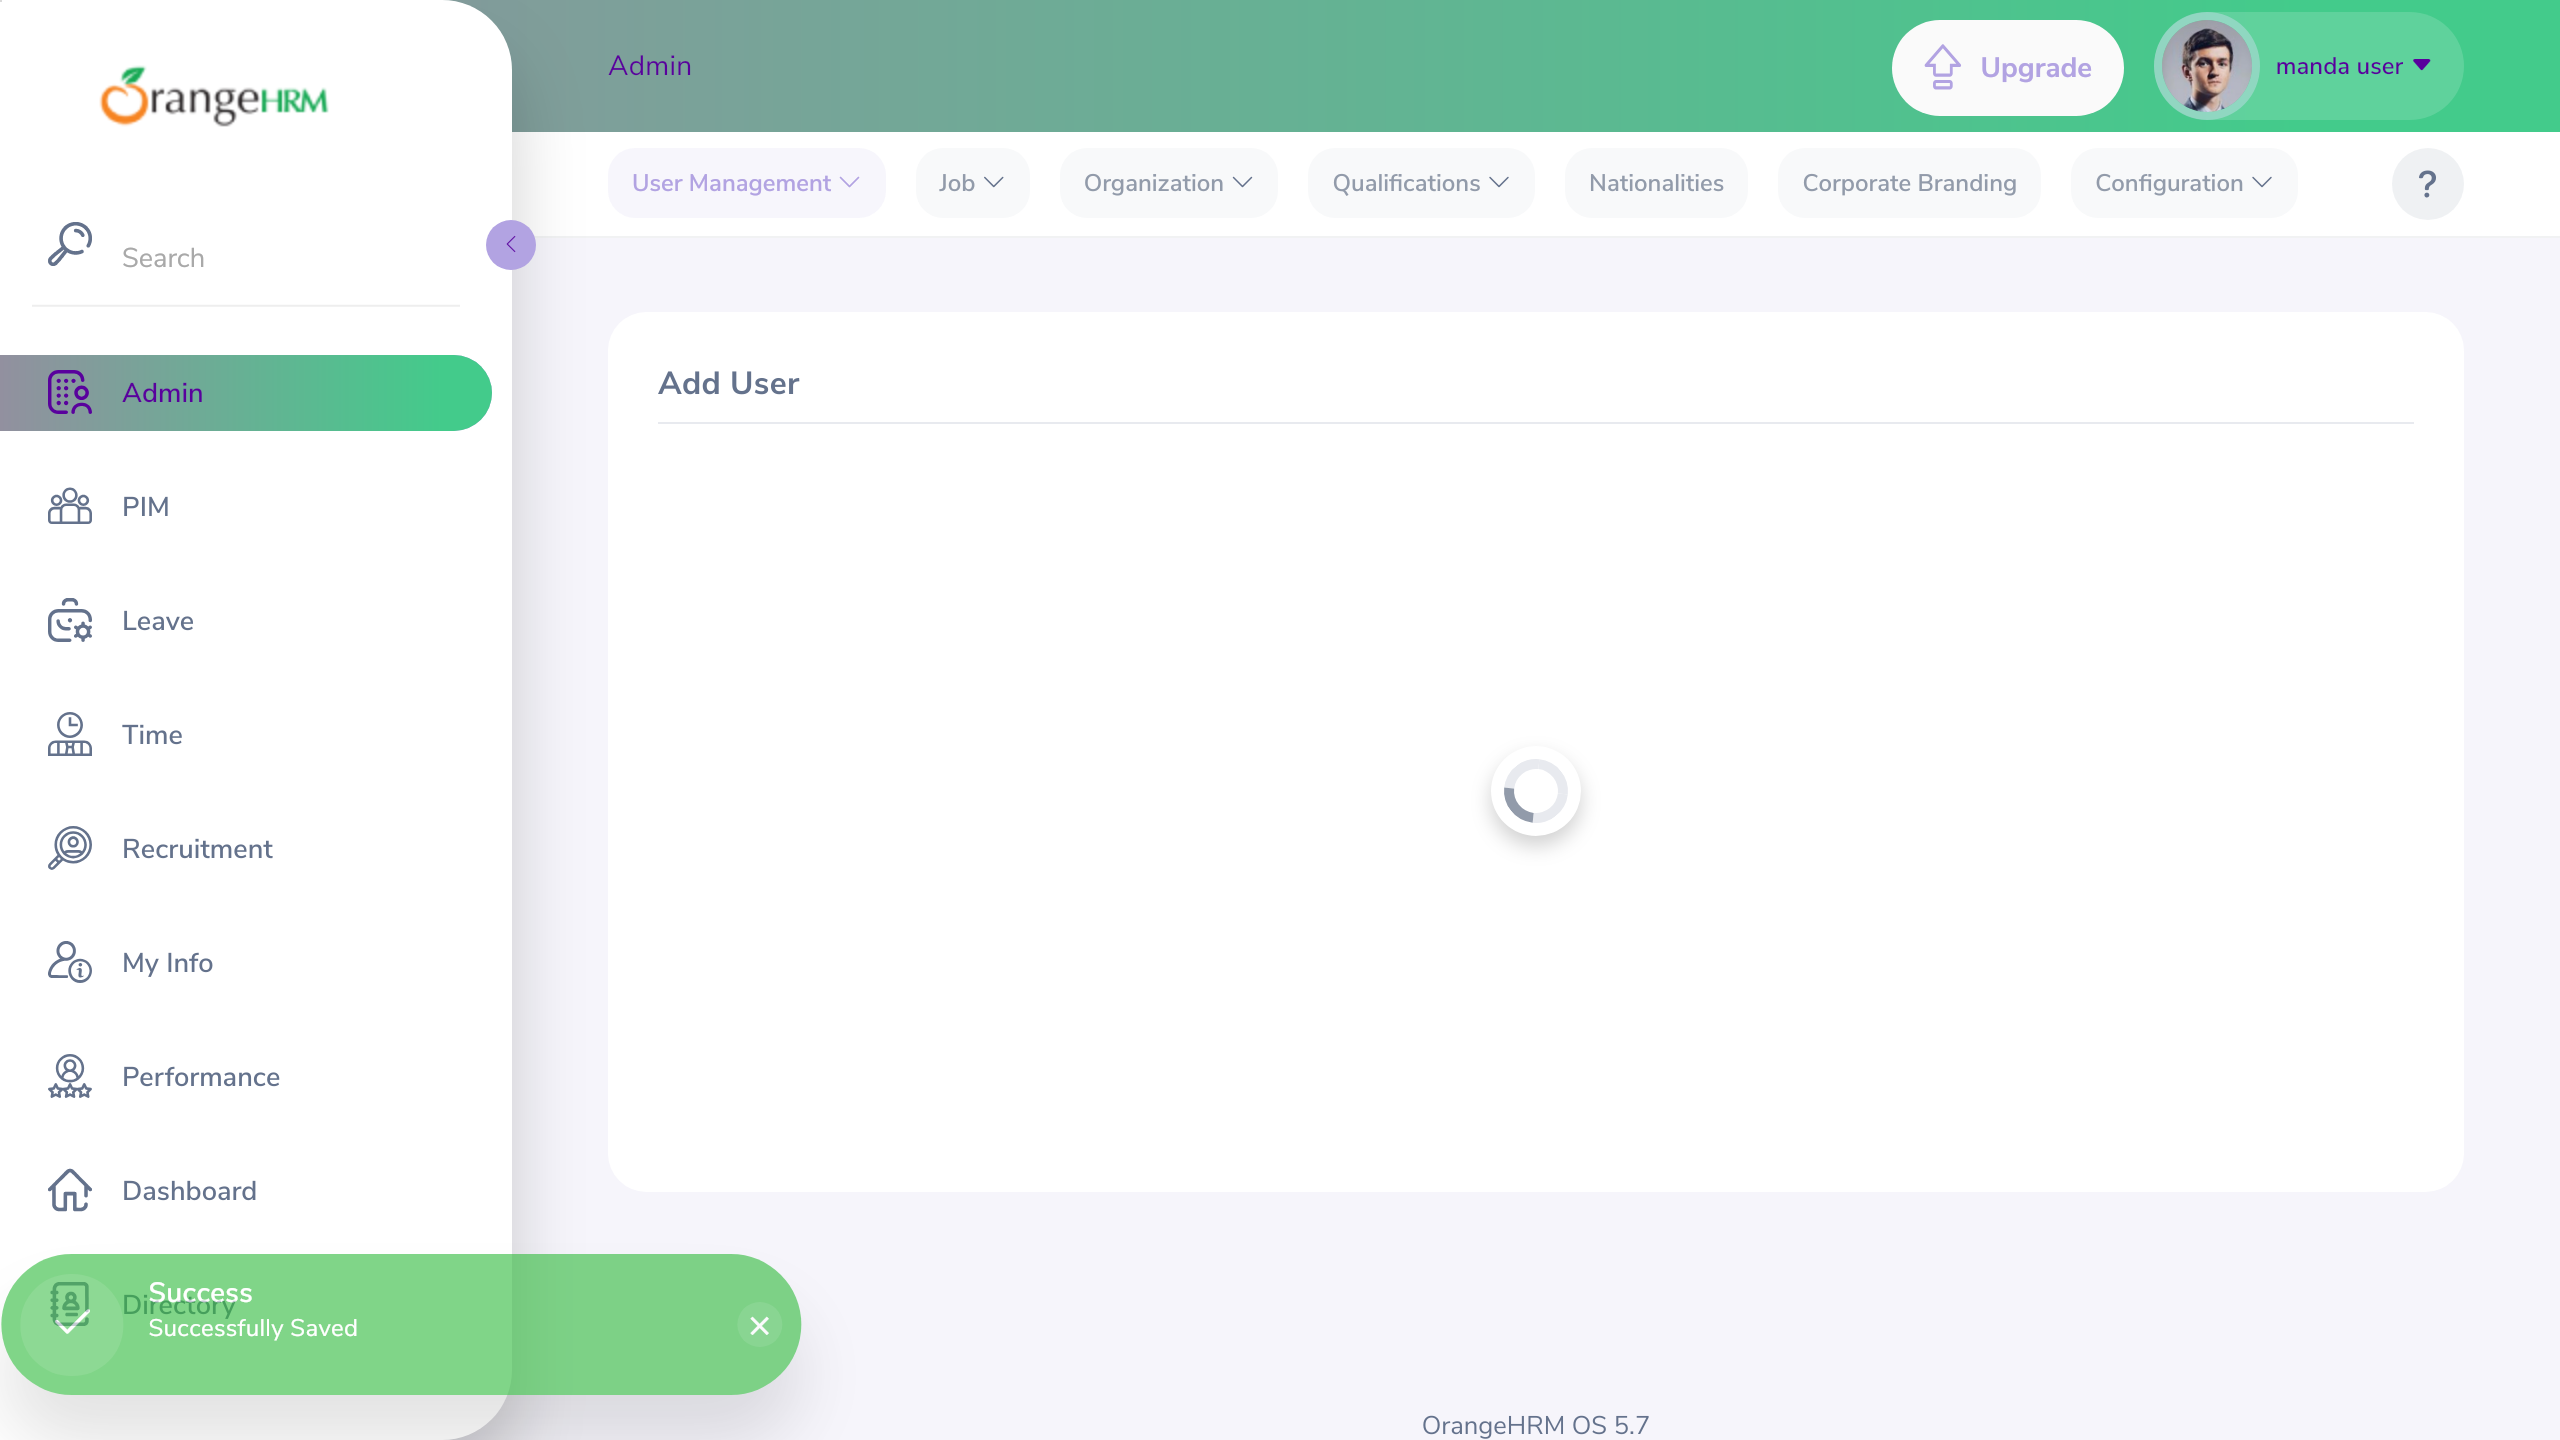 OrangeHRM
Search
Admin
PIM
Leave
Time
Recruitment
My Info
Performance
Dashboard
Directory
Admin
Upgrade
manda user
User Management
Job
Organization
Qualifications
Nationalities
Corporate Branding
Configuration
?
Add User
Success
Successfully Saved
OrangeHRM OS 5.7